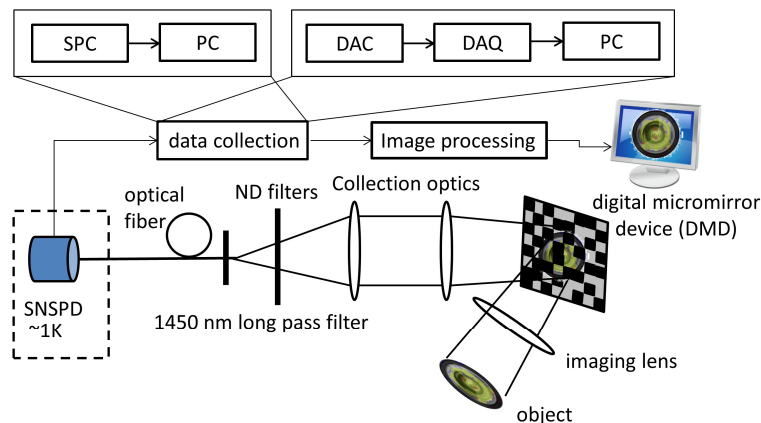 SPC
PC
DAC
DAQ
PC
data collection
Image processing
optical
fiber
ND filters
Collection optics
digital micromirror
device (DMD)
SNSPD
~1K
1450 nm long pass filter
imaging lens
object